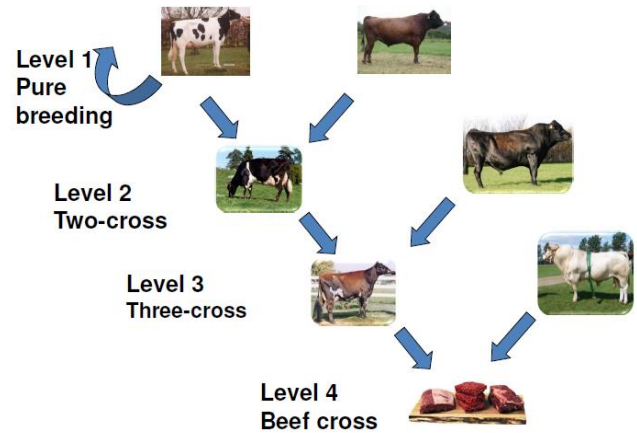 Level 1
Pure
breeding
Level 2
Two-cross
Level 3
Three-cross
Level 4
Beef cross